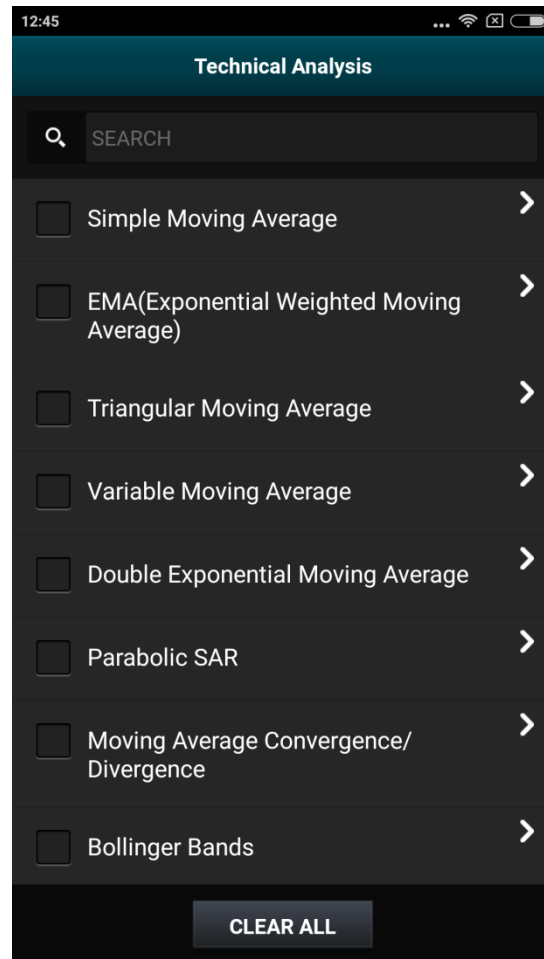 12:45
...
Technical Analysis
SEARCH
Simple Moving Average
EMA(Exponential Weighted Moving
Average)
Triangular Moving Average
Variable Moving Average
Double Exponential Moving Average
Parabolic SAR
Moving Average Convergence/
Divergence
Bollinger Bands
CLEAR ALL